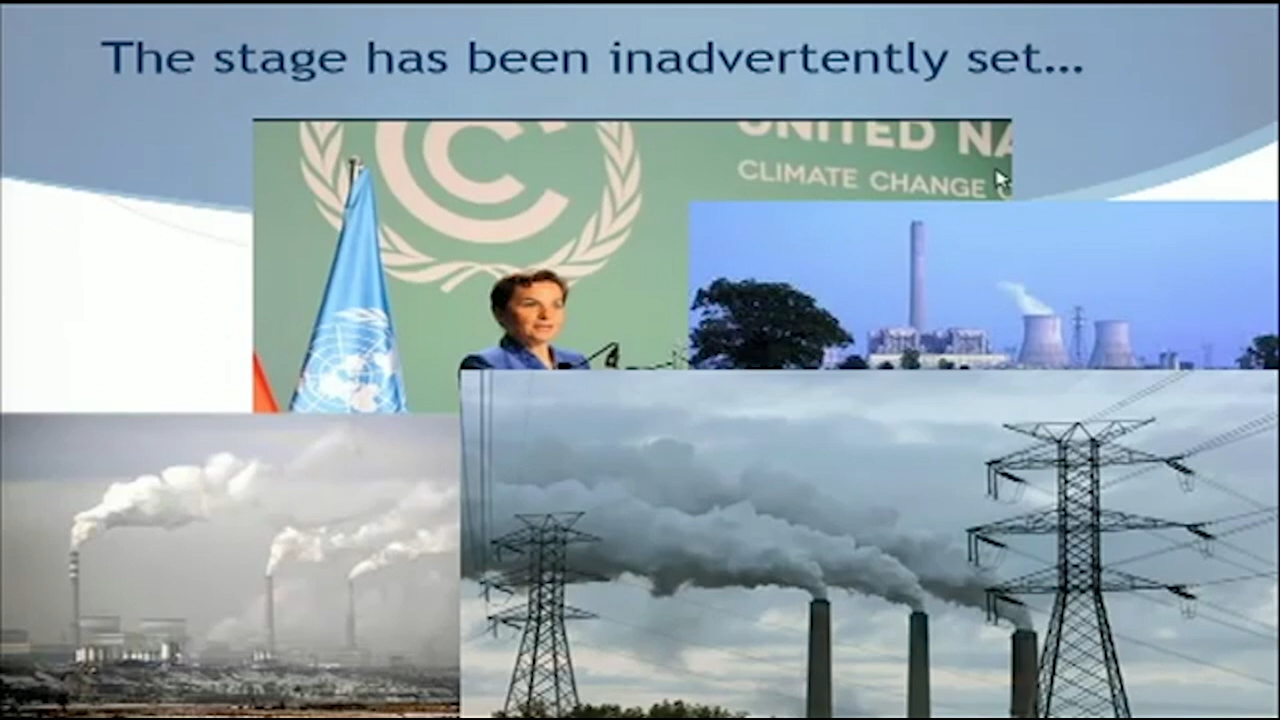 The stage has been inadvertently set...
UNITED NA
CLIMATE CHANGE